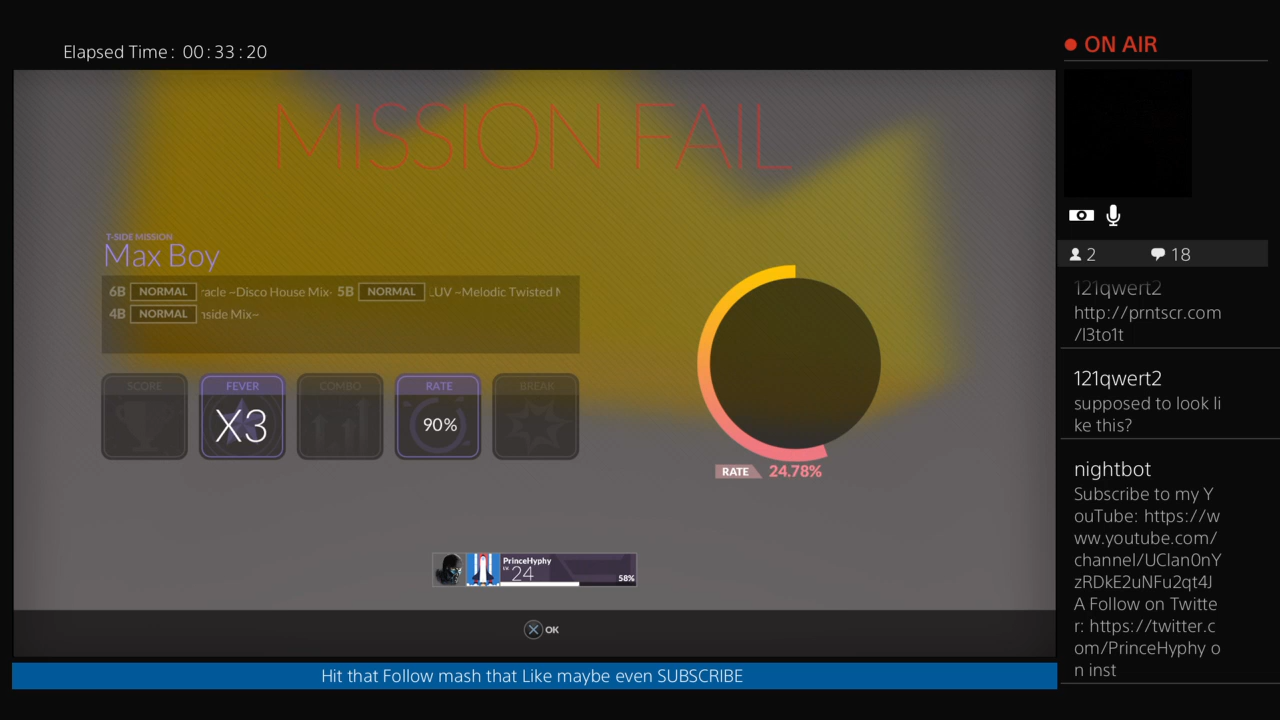 Elapsed Time: 00:33:20
ON AIR
MISSION FAIL
T-SIDE MISSION
Max Boy
6B NORMAL racle ~Disco House Mix- 5B NORMAL .UV ~Melodic Twisted
4B NORMAL nside Mix~
SCORE FEVER COMBO RATE BREAK
X3 90%
RATE 24.78%
PrinceHyphy
LV. 24
58%
OK
Hit that Follow mash that Like maybe even SUBSCRIBE
2 18
121qwert2
http://prntscr.com
/l3to1t
121qwert2
supposed to look li
ke this?
nightbot
Subscribe to my Y
ouTube: https://w
ww.youtube.com/
channel/UClan0nY
zRDkE2uNFu2qt4J
A Follow on Twitte
r: https://twitter.c
om/PrinceHyphy o
n inst